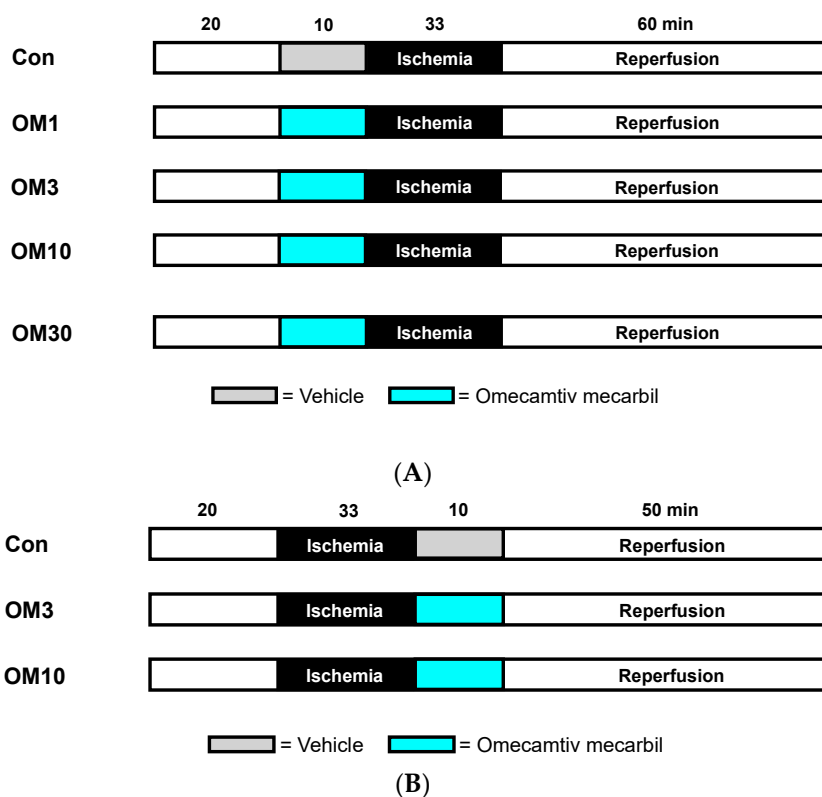 20 10 33 60 min
Con Ischemia Reperfusion
OM1 Ischemia Reperfusion
OM3 Ischemia Reperfusion
OM10 Ischemia Reperfusion
OM30 Ischemia Reperfusion
= Vehicle = Omecamtiv mecarbil
(A)
20 33 10 50 min
Con Ischemia Reperfusion
OM3 Ischemia Reperfusion
OM10 Ischemia Reperfusion
= Vehicle = Omecamtiv mecarbil
(B)